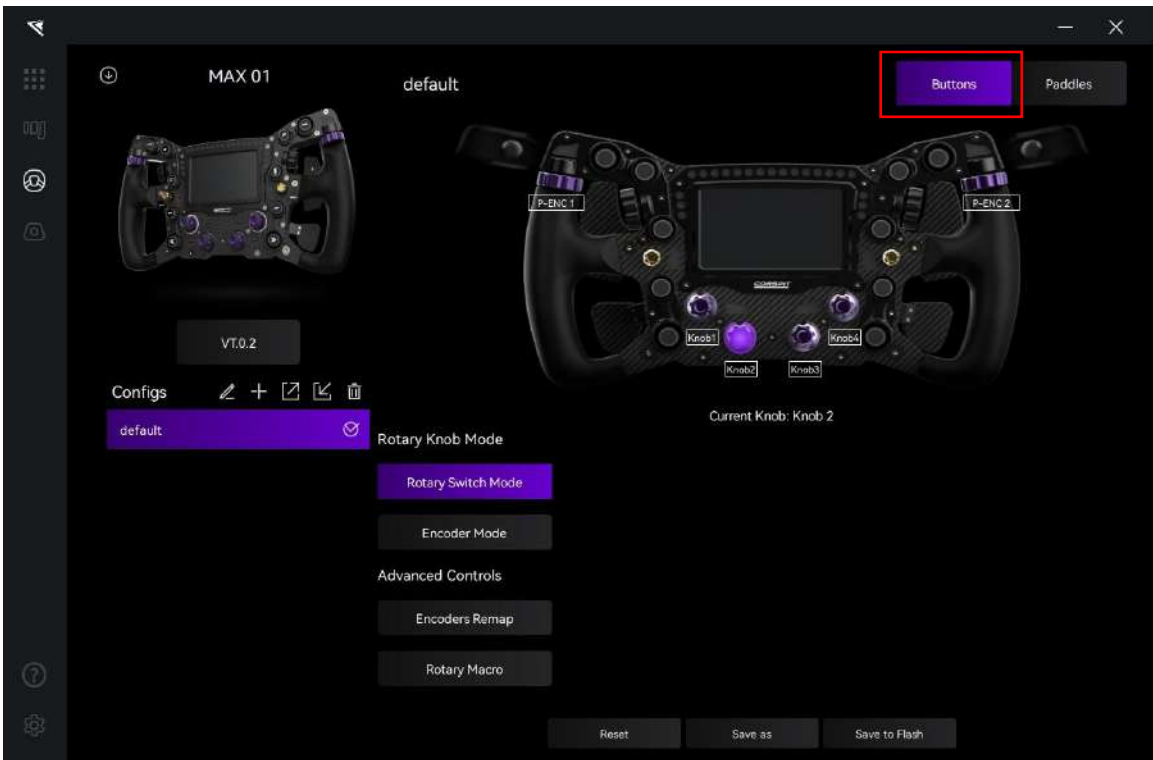 MAX 01
default
Buttons
Paddles
P-ENC 1
P-ENC 2
Knob1
Knob4
Knob2
Knob3
VT.0.2
Current Knob: Knob 2
Configs
default
Rotary Knob Mode
Rotary Switch Mode
Encoder Mode
Advanced Controls
Encoders Remap
Rotary Macro
Reset
Save as
Save to Flash